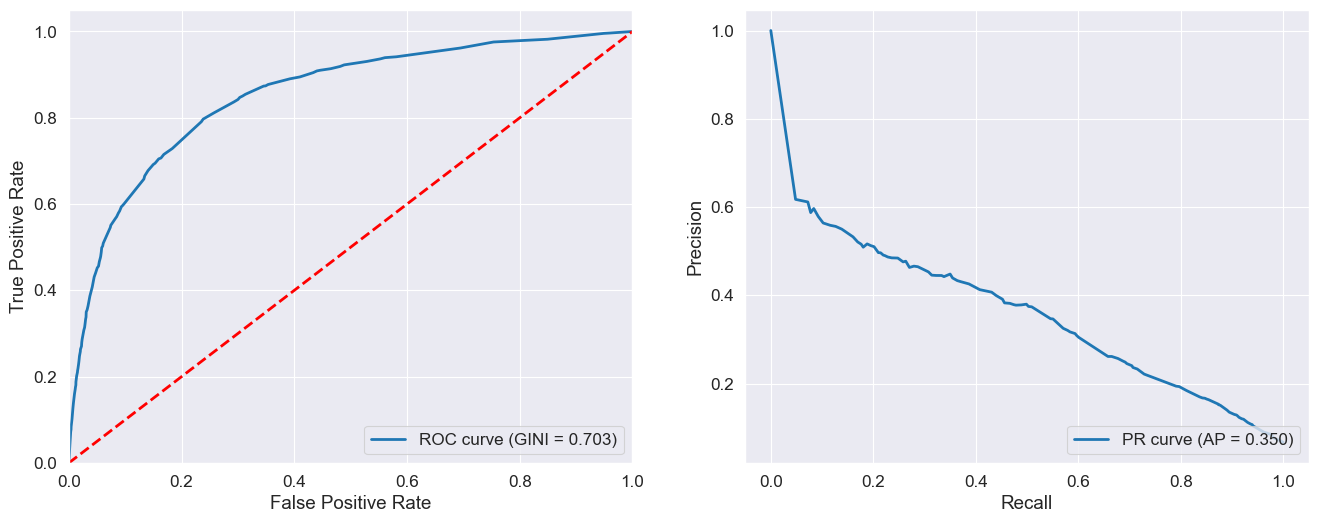 1.0
0.8
0.6
0.4
0.2
0.0
True Positive Rate
0.0 0.2 0.4 0.6 0.8 1.0
False Positive Rate
ROC curve (GINI = 0.703)
1.0
0.8
0.6
0.4
0.2
Precision
0.0 0.2 0.4 0.6 0.8 1.0
Recall
PR curve (AP = 0.350)